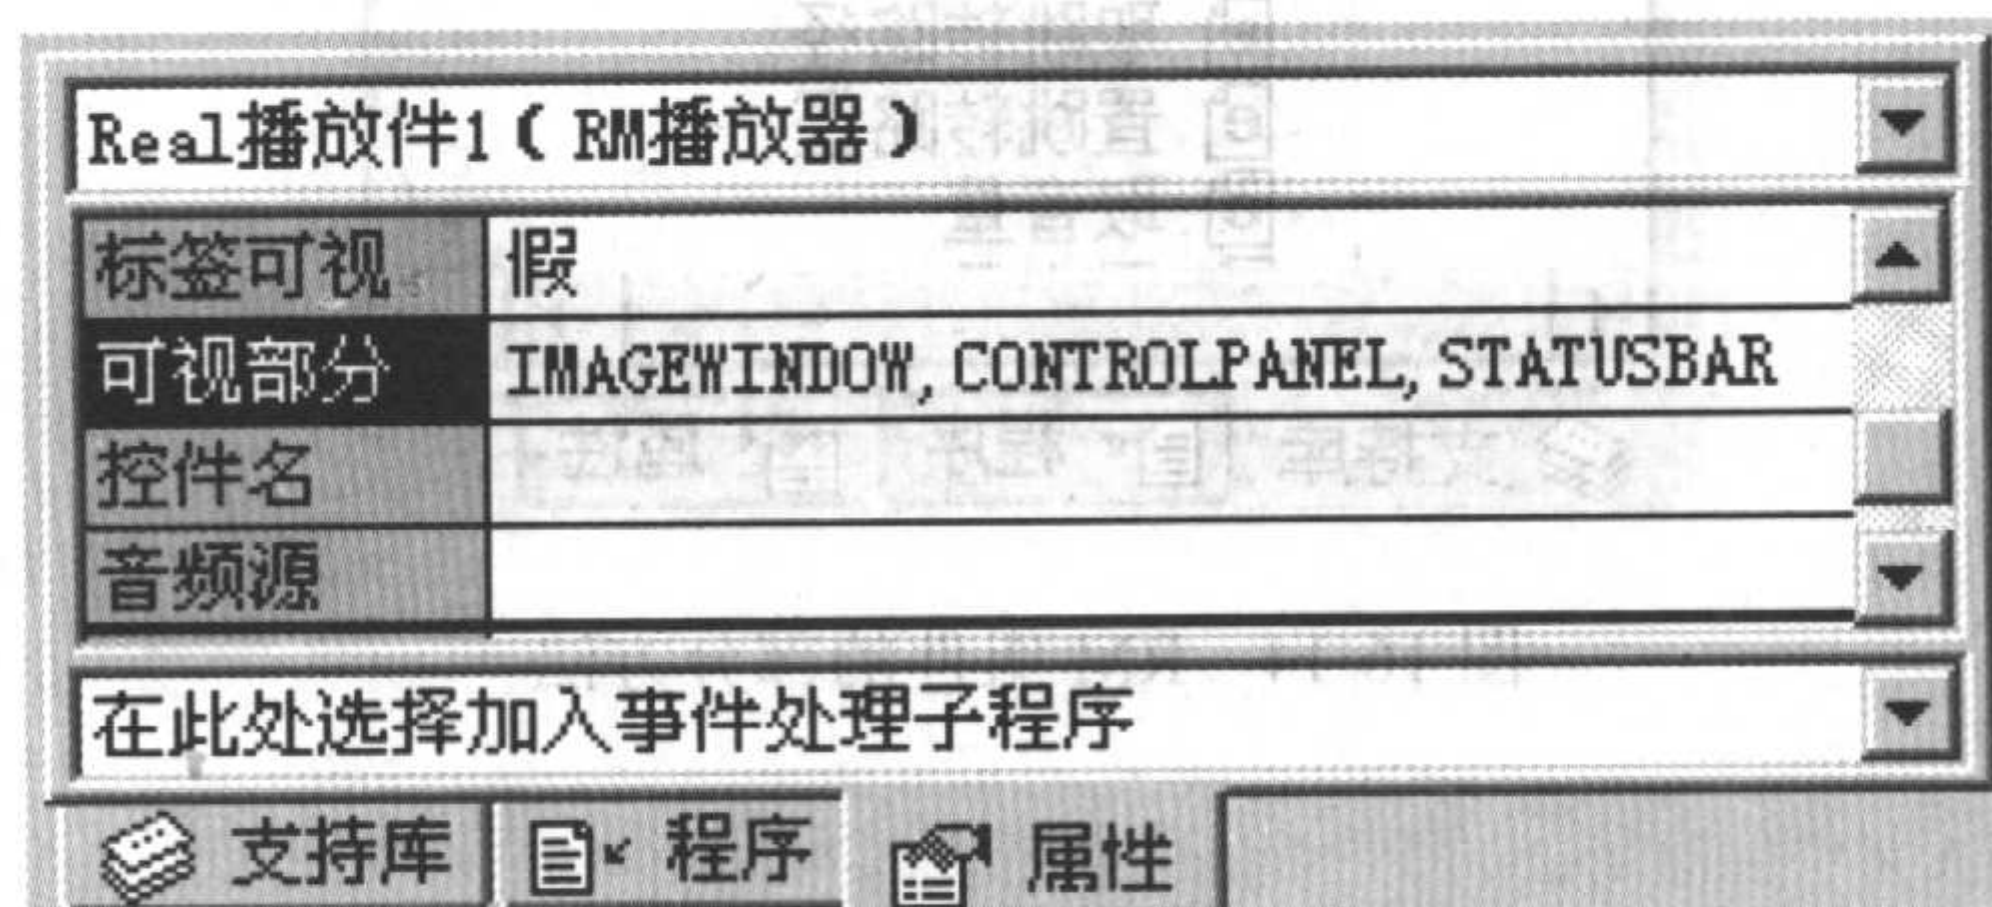 Real播放件1（RM播放器）
标签可视 假
可视部分 IMAGEWINDOW,CONTROLPANEL,STATUSBAR
控件名
音频源
在此处选择加入事件处理子程序
支持库 程序 属性